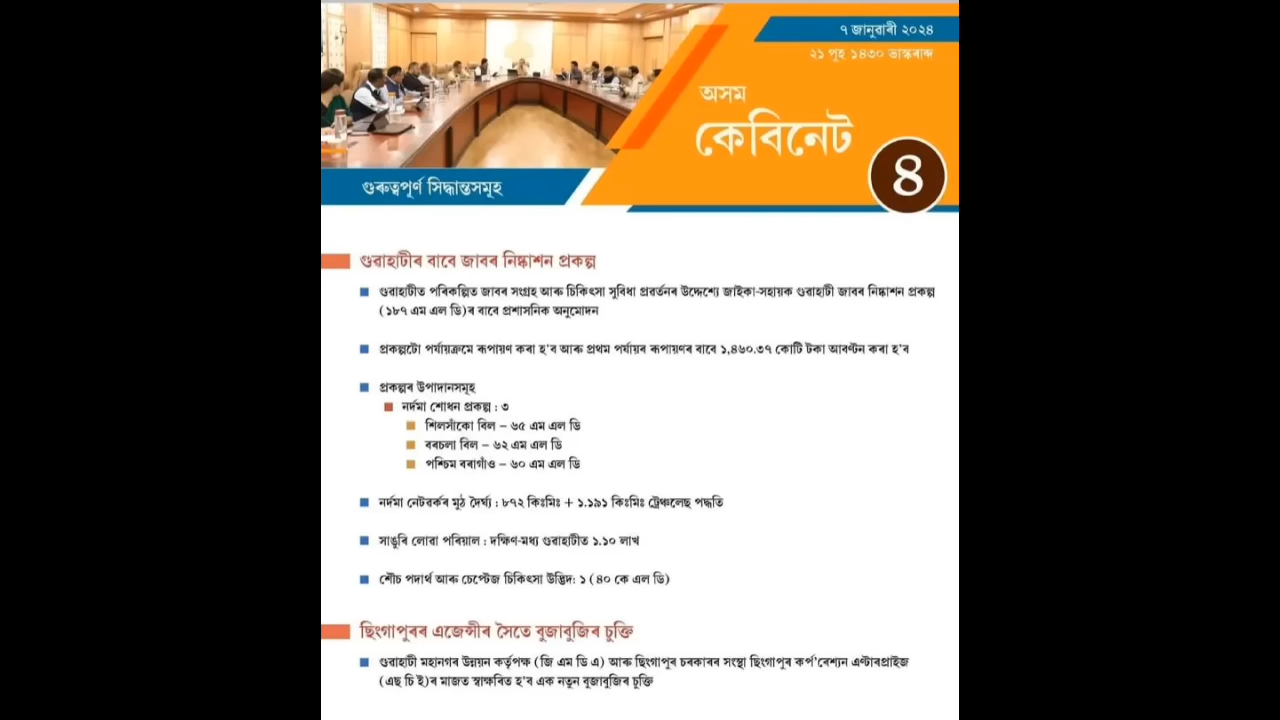 ৭ জানুৱাৰী ২০২৪
২১ পুহ ১৪৩০ ভাস্কৰাব্দ
অসম
কেবিনেট
৪
গুৰুত্বপূৰ্ণ সিদ্ধান্তসমূহ
গুৱাহাটীৰ বাবে জাবৰ নিষ্কাশন প্ৰকল্প
গুৱাহাটীত পৰিকল্পিত জাবৰ সংগ্ৰহ আৰু চিকিৎসা সুবিধা প্ৰৱৰ্তনৰ উদ্দেশ্যে জাইকা-সহায়ক গুৱাহাটী জাবৰ নিষ্কাশন প্ৰকল্প
(১৮৭ এম এল ডি)ৰ বাবে প্ৰশাসনিক অনুমোদন
প্ৰকল্পটো পৰ্যায়ক্ৰমে ৰূপায়ণ কৰা হ'ব আৰু প্ৰথম পৰ্যায়ৰ ৰূপায়ণৰ বাবে ১,৪৬০.৩৭ কোটি টকা আবণ্টন কৰা হ'ব
প্ৰকল্পৰ উপাদানসমূহ
নৰ্দমা শোধন প্ৰকল্প : ৩
শিলসাঁকো বিল – ৬৫ এম এল ডি
বৰচলা বিল – ৬২ এম এল ডি
পশ্চিম বৰাগাঁও – ৬০ এম এল ডি
নৰ্দমা নেটৱৰ্কৰ মুঠ দৈৰ্ঘ্য : ৮৭২ কিঃমিঃ + ১.১৯১ কিঃমিঃ ট্ৰেঞ্চলেছ পদ্ধতি
সাঙুৰি লোৱা পৰিয়াল : দক্ষিণ-মধ্য গুৱাহাটীত ১.১০ লাখ
শৌচ পদাৰ্থ আৰু চেপ্টেজ চিকিৎসা উদ্ভিদ: ১ (৪০ কে এল ডি)
ছিংগাপুৰৰ এজেন্সীৰ সৈতে বুজাবুজিৰ চুক্তি
গুৱাহাটী মহানগৰ উন্নয়ন কৰ্তৃপক্ষ (জি এম ডি এ) আৰু ছিংগাপুৰ চৰকাৰৰ সংস্থা ছিংগাপুৰ কৰ্প'ৰেশ্যন এণ্টাৰপ্ৰাইজ
(এছ চি ই)ৰ মাজত স্বাক্ষৰিত হ'ব এক নতুন বুজাবুজিৰ চুক্তি